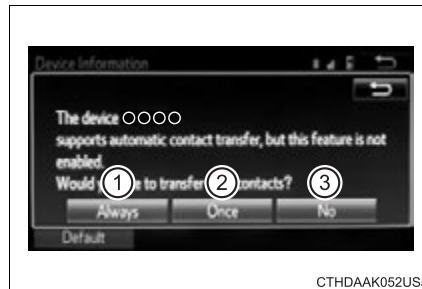 Device Information
The device ○○○○
supports automatic contact transfer, but this feature is not
enabled.
Would to transfer contacts?
1 2 3
Always Once No
Default
CTHDAAK052US